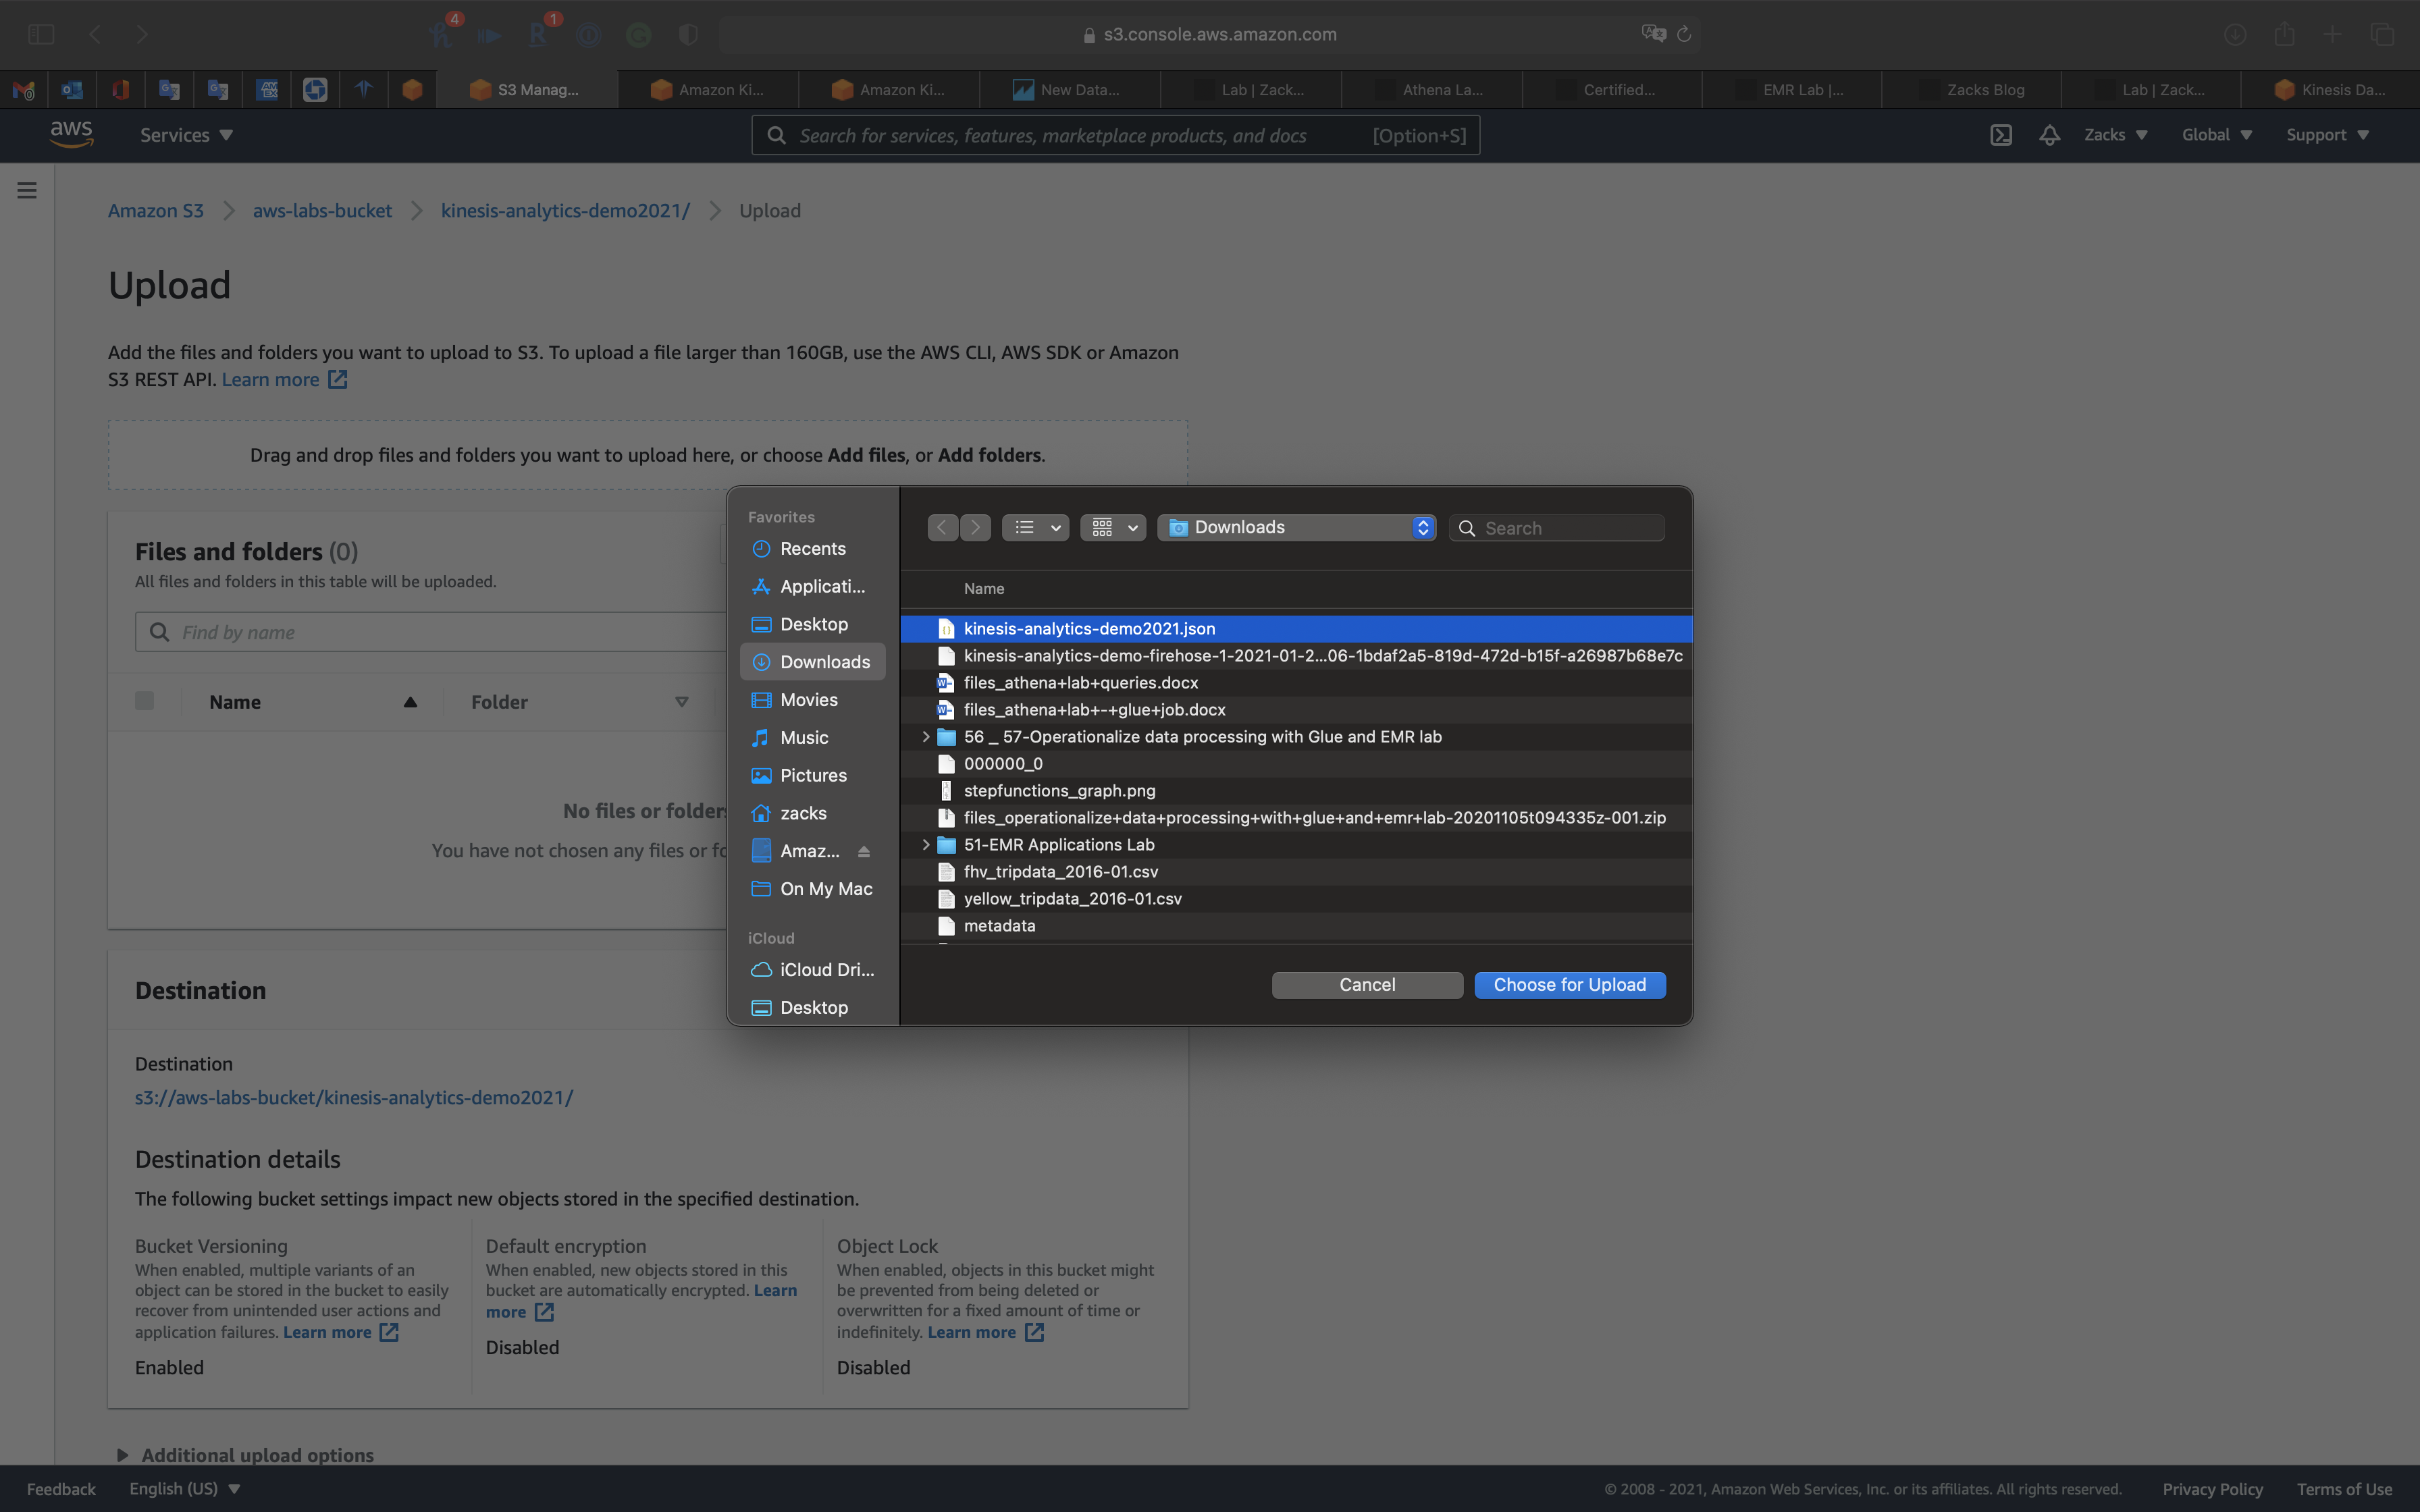 4
1
s3.console.aws.amazon.com
S3 Manag...
Amazon Ki...
Amazon Ki...
New Data...
Lab | Zack...
Athena La...
Certified...
EMR Lab |...
Zacks Blog
Lab | Zack...
Kinesis Da...
aws
Services
Search for services, features, marketplace products, and docs
[Option+S]
Zacks
Global
Support
Amazon S3
aws-labs-bucket
kinesis-analytics-demo2021/
Upload
Upload
Add the files and folders you want to upload to S3. To upload a file larger than 160GB, use the AWS CLI, AWS SDK or Amazon
S3 REST API. Learn more
Drag and drop files and folders you want to upload here, or choose Add files, or Add folders.
Files and folders (0)
All files and folders in this table will be uploaded.
Find by name
Name
Folder
No files or folders
You have not chosen any files or fo
Favorites
Recents
Applicati...
Desktop
Downloads
Movies
Music
Pictures
zacks
Amaz...
On My Mac
iCloud
iCloud Dri...
Desktop
Downloads
Search
Name
kinesis-analytics-demo2021.json
kinesis-analytics-demo-firehose-1-2021-01-2...06-1bdaf2a5-819d-472d-b15f-a26987b68e7c
files_athena+lab+queries.docx
files_athena+lab+-+glue+job.docx
56 _ 57-Operationalize data processing with Glue and EMR lab
000000_0
stepfunctions_graph.png
files_operationalize+data+processing+with+glue+and+emr+lab-20201105t094335z-001.zip
51-EMR Applications Lab
fhv_tripdata_2016-01.csv
yellow_tripdata_2016-01.csv
metadata
Cancel
Choose for Upload
Destination
Destination
s3://aws-labs-bucket/kinesis-analytics-demo2021/
Destination details
The following bucket settings impact new objects stored in the specified destination.
Bucket Versioning
When enabled, multiple variants of an
object can be stored in the bucket to easily
recover from unintended user actions and
application failures. Learn more
Enabled
Default encryption
When enabled, new objects stored in this
bucket are automatically encrypted. Learn
more
Disabled
Object Lock
When enabled, objects in this bucket might
be prevented from being deleted or
overwritten for a fixed amount of time or
indefinitely. Learn more
Disabled
Additional upload options
Feedback
English (US)
© 2008 - 2021, Amazon Web Services, Inc. or its affiliates. All rights reserved.
Privacy Policy
Terms of Use